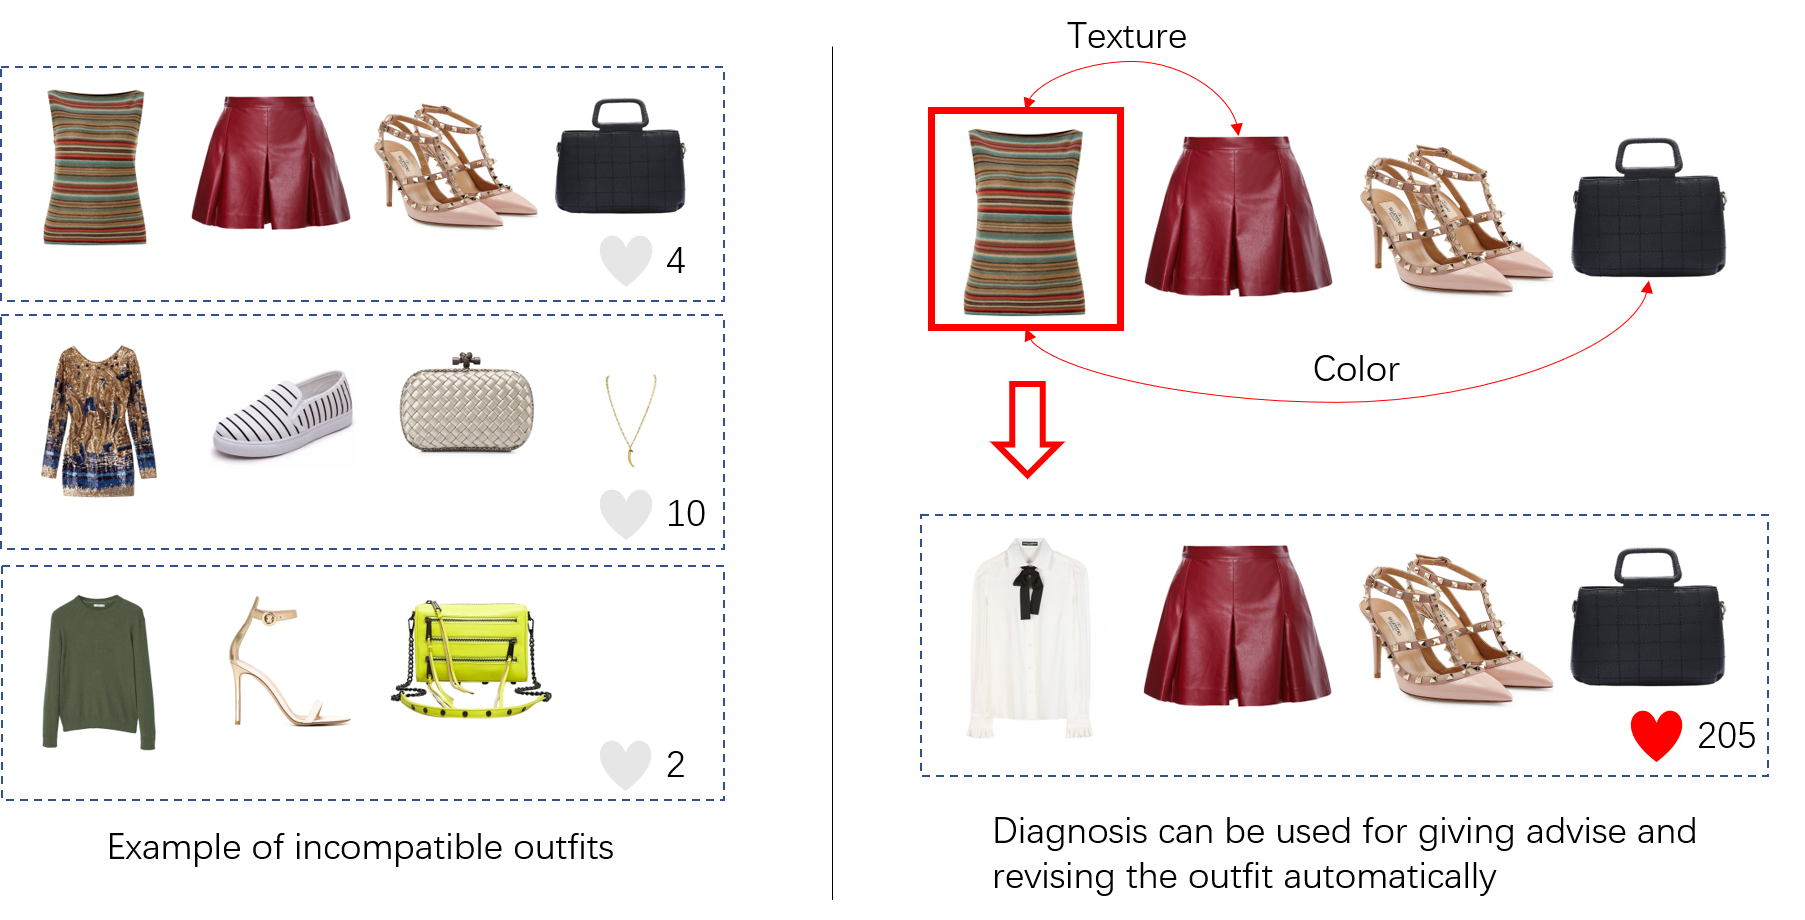 4
10
2
Example of incompatible outfits
Texture
Color
205
Diagnosis can be used for giving advise and
revising the outfit automatically